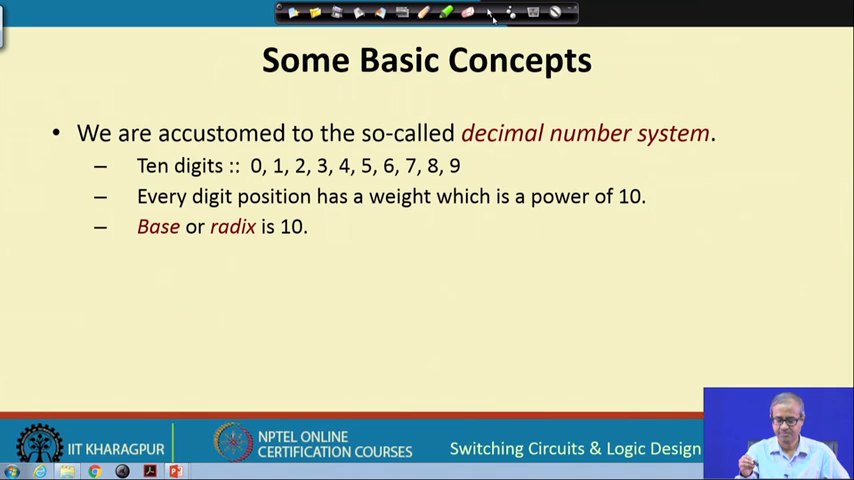 Some Basic Concepts
• We are accustomed to the so-called decimal number system.
– Ten digits :: 0, 1, 2, 3, 4, 5, 6, 7, 8, 9
– Every digit position has a weight which is a power of 10.
– Base or radix is 10.
IIT KHARAGPUR
NPTEL ONLINE
CERTIFICATION COURSES
Switching Circuits & Logic Design